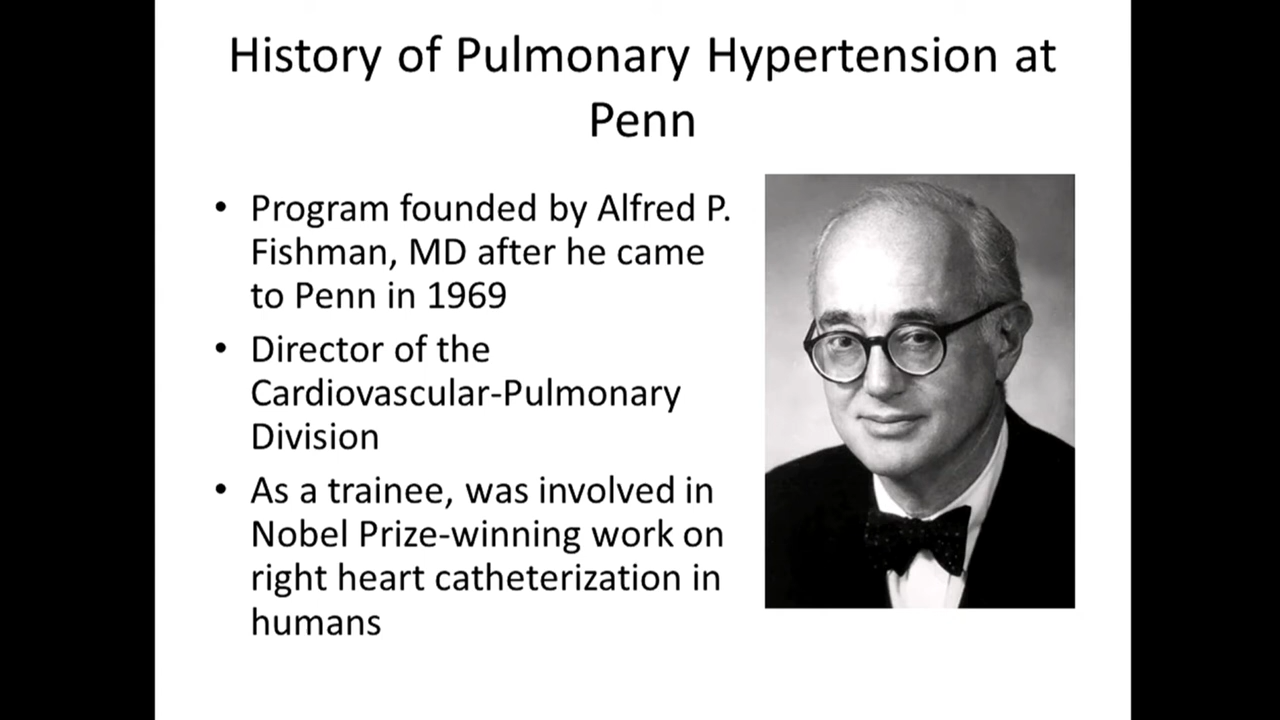 History of Pulmonary Hypertension at
Penn
• Program founded by Alfred P.
Fishman, MD after he came
to Penn in 1969
• Director of the
Cardiovascular-Pulmonary
Division
• As a trainee, was involved in
Nobel Prize-winning work on
right heart catheterization in
humans